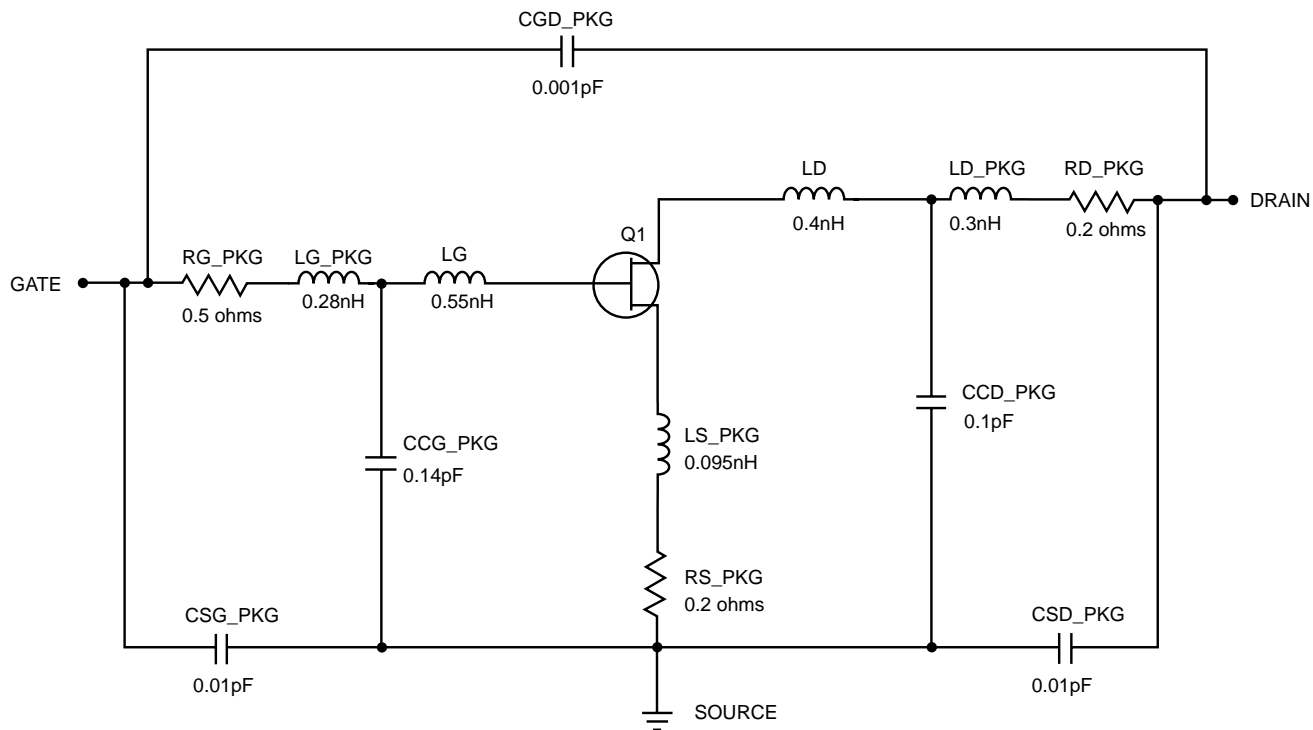 CGD_PKG
0.001pF
LD
LD_PKG
RD_PKG
DRAIN
0.4nH
0.3nH
0.2 ohms
Q1
RG_PKG
LG_PKG
LG
GATE
0.5 ohms
0.28nH
0.55nH
CCG_PKG
0.14pF
LS_PKG
0.095nH
CCD_PKG
0.1pF
RS_PKG
0.2 ohms
CSG_PKG
0.01pF
CSD_PKG
0.01pF
SOURCE